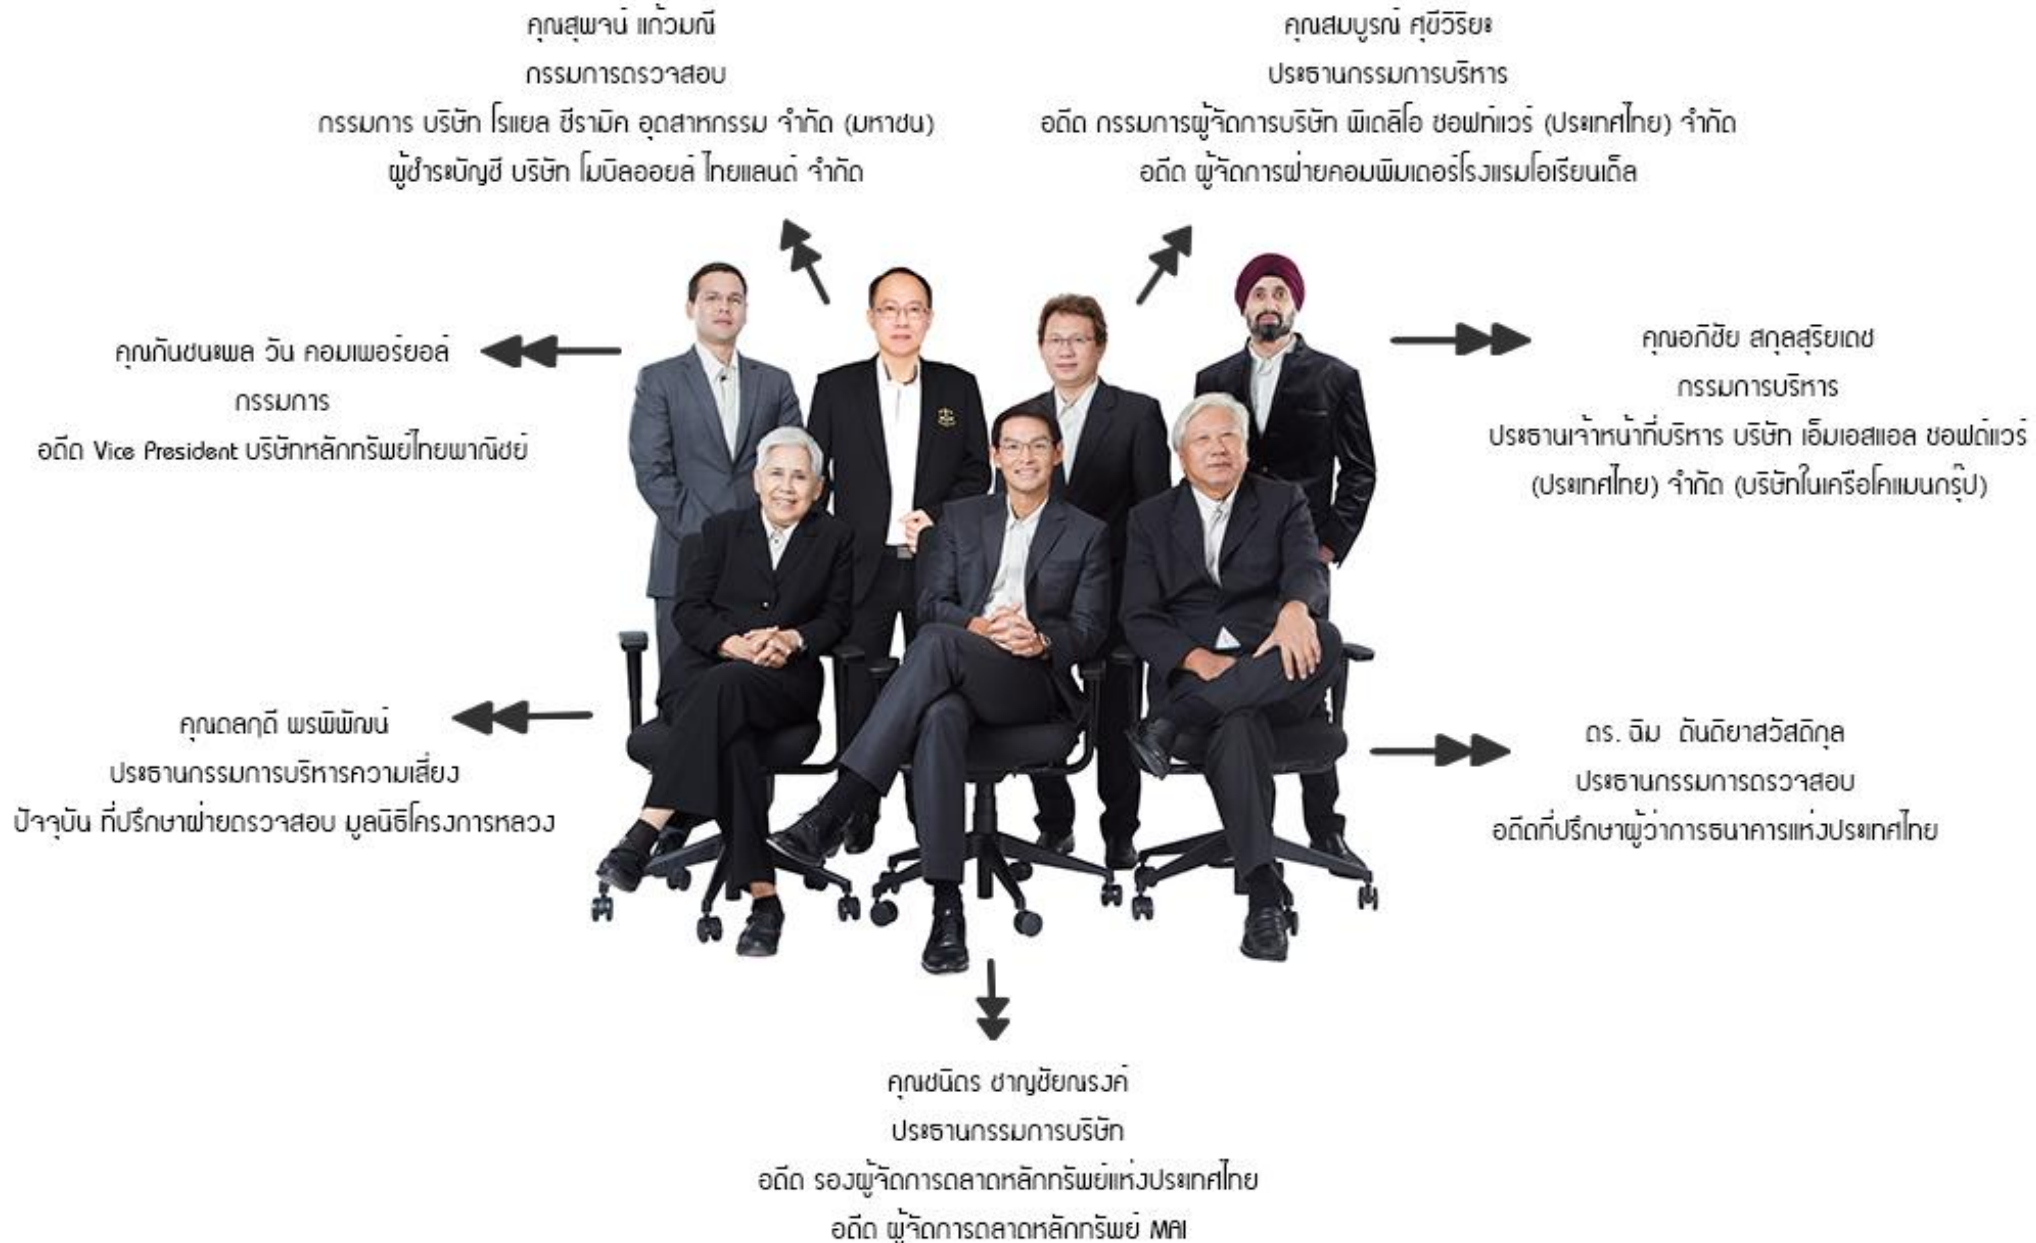 คุณสุพจน์ แก้วมณี
กรรมการตรวจสอบ
กรรมการ บริษัท โรแยล ซีรามิค อุตสาหกรรม จำกัด (มหาชน)
ผู้ชำระบัญชี บริษัท โมบิลออยล์ ไทยแลนด์ จำกัด
คุณสมบูรณ์ ศุขีวิริยะ
ประธานกรรมการบริหาร
อดีต กรรมการผู้จัดการบริษัท ฟิเดลิโอ ซอฟท์แวร์ (ประเทศไทย) จำกัด
อดีต ผู้จัดการฝ่ายคอมพิมเตอร์โรงแรมโอเรียนเต็ล
คุณกันชนะพล วัน คอมเพอร์ยอล์
กรรมการ
อดีต Vice President บริษัทหลักทรัพย์ไทยพาณิชย์
คุณอภิชัย สกุลสุริยเดช
กรรมการบริหาร
ประธานเจ้าหน้าที่บริหาร บริษัท เอ็มเอสแอล ซอฟต์แวร์
(ประเทศไทย) จำกัด (บริษัทในเครือโคแมนกรุ๊ป)
คุณดลฤดี พรพิพัฒน์
ประธานกรรมการบริหารความเสี่ยง
ปัจจุบัน ที่ปรึกษาฝ่ายตรวจสอบ มูลนิธิโครงการหลวง
ดร. ฉิม ตันติยาสวัสดิกุล
ประธานกรรมการตรวจสอบ
อดีตที่ปรึกษาผู้ว่าการธนาคารแห่งประเทศไทย
คุณชนิตร ชาญชัยณรงค์
ประธานกรรมการบริษัท
อดีต รองผู้จัดการตลาดหลักทรัพย์แห่งประเทศไทย
อดีต ผู้จัดการตลาดหลักทรัพย์ MAI